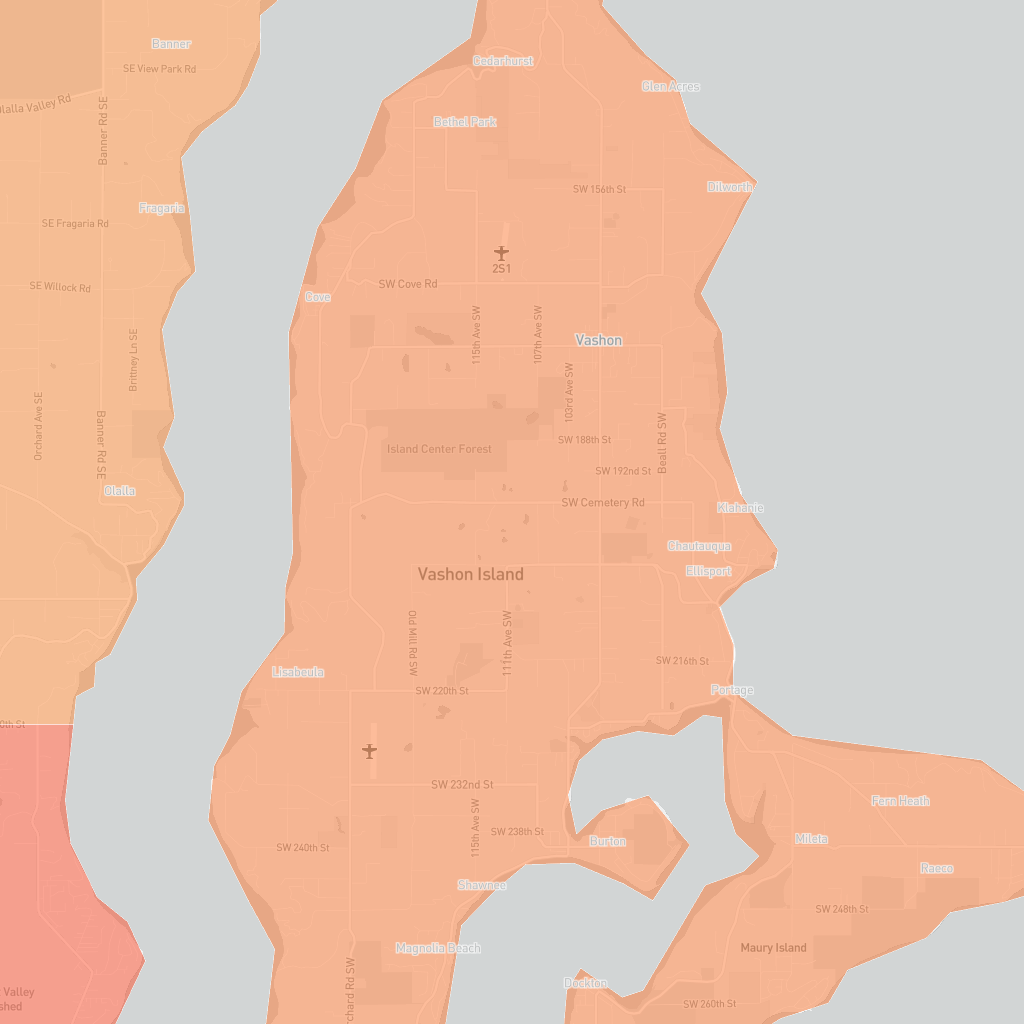 Banner
SE View Park Rd
Cedarhurst
Glen Acres
Olalla Valley Rd
Banner Rd SE
Bethel Park
SW 156th St
Dilworth
Fragaria
SE Fragaria Rd
2S1
SE Willock Rd
Cove
SW Cove Rd
115th Ave SW
107th Ave SW
Vashon
Brittney Ln SE
103rd Ave SW
Orchard Ave SE
Banner Rd SE
Island Center Forest
SW 188th St
Beall Rd SW
SW 192nd St
Olalla
SW Cemetery Rd
Klahanie
Chautauqua
Ellisport
Vashon Island
Old Mill Rd SW
111th Ave SW
Lisabeula
SW 216th St
SW 220th St
Portage
0th St
SW 232nd St
Fern Heath
115th Ave SW
SW 238th St
SW 240th St
Burton
Mileta
Raeco
Shawnee
SW 248th St
Magnolia Beach
Maury Island
chard Rd SW
Dockton
Valley
shed
SW 260th St